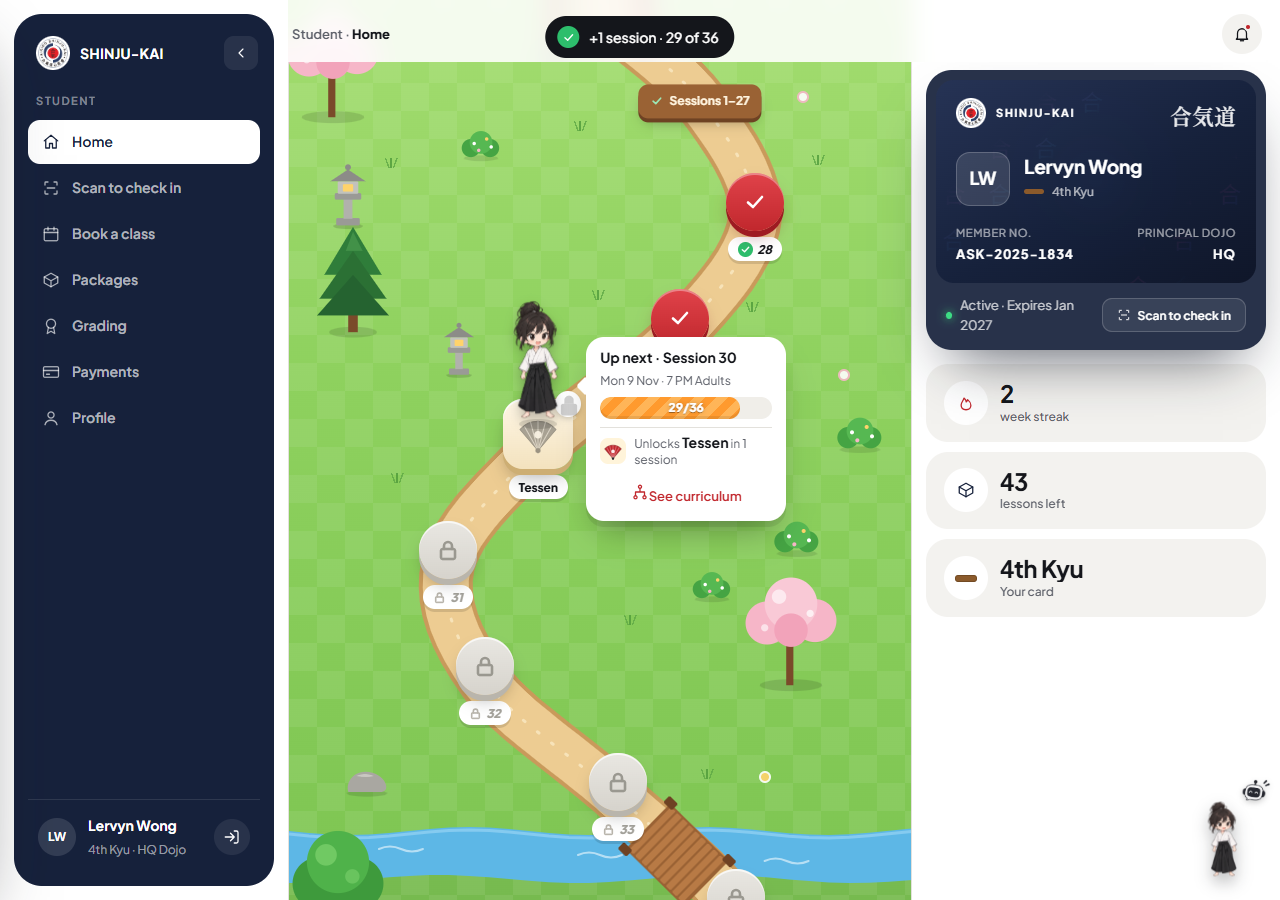 SHINJU-KAI
STUDENT
Home
Scan to check in
Book a class
Packages
Grading
Payments
Profile
LW
Lervyn Wong
4th Kyu · HQ Dojo
Student · Home
+1 session · 29 of 36
Sessions 1–27
28
Up next · Session 30
Mon 9 Nov · 7 PM Adults
29/36
Unlocks Tessen in 1
session
See curriculum
Tessen
31
32
33
SHINJU-KAI
合気道
LW
Lervyn Wong
4th Kyu
MEMBER NO.
PRINCIPAL DOJO
ASK-2025-1834
HQ
Active · Expires Jan
2027
Scan to check in
2
week streak
43
lessons left
4th Kyu
Your card